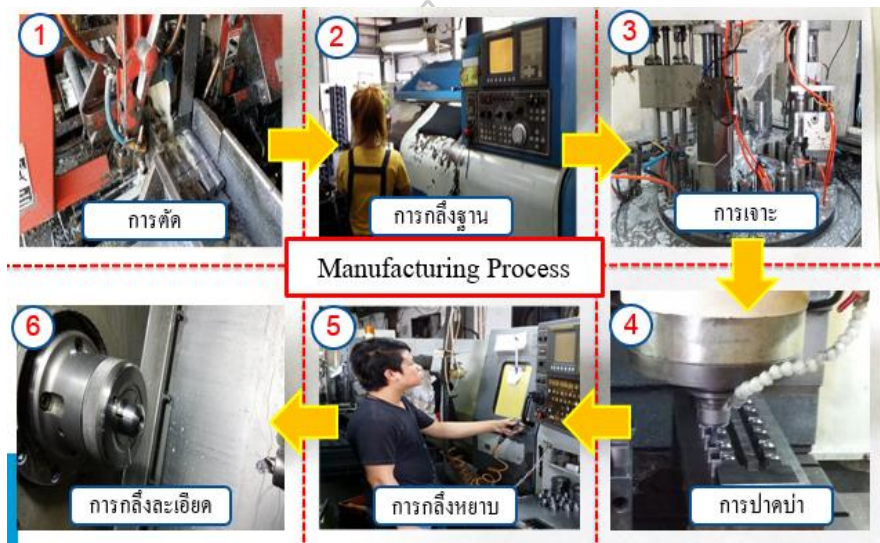 1
การตัด
2
การกลึงฐาน
3
การเจาะ
Manufacturing Process
4
การปาดบ่า
5
การกลึงหยาบ
6
การกลึงละเอียด